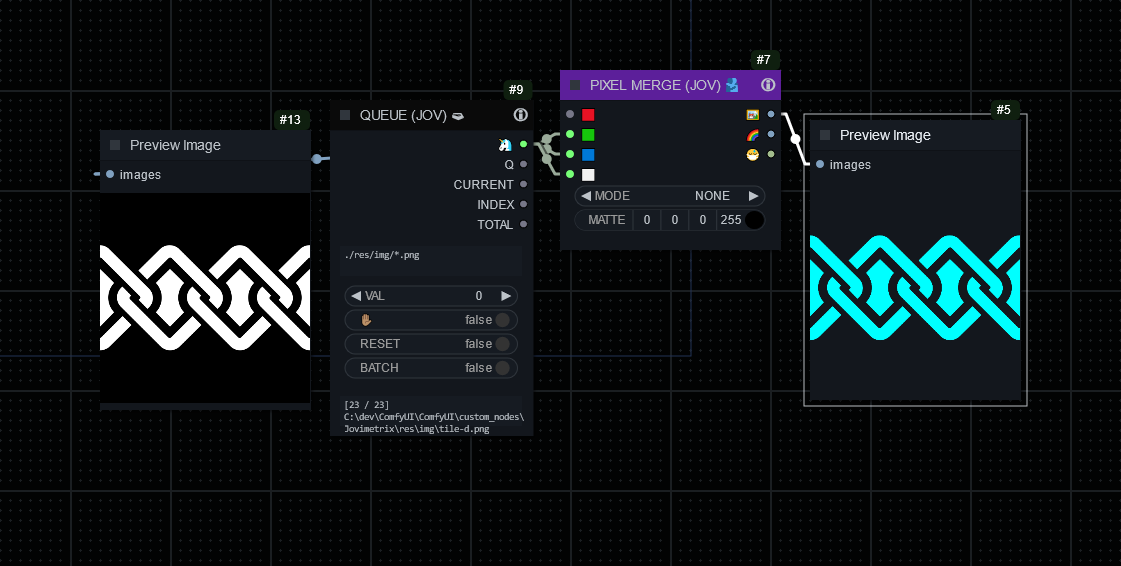 #13
Preview Image
images
#9
QUEUE (JOV)
Q
CURRENT
INDEX
TOTAL
./res/img/*.png
VAL 0
false
RESET false
BATCH false
[23 / 23]
C:\dev\ComfyUI\ComfyUI\custom_nodes\
Jovimetrix\res\img\tile-d.png
#7
PIXEL MERGE (JOV)
MODE NONE
MATTE 0 0 0 255
#5
Preview Image
images